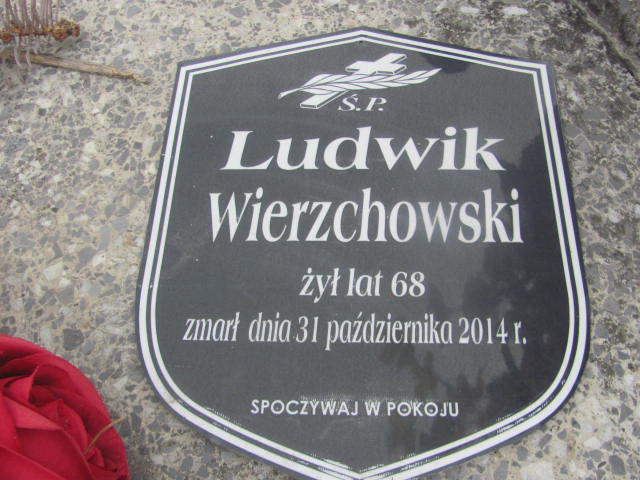 Ś.P.
Ludwik
Wierzchowski
żył lat 68
zmarł dnia 31 października 2014 r.
SPOCZYWAJ W POKOJU